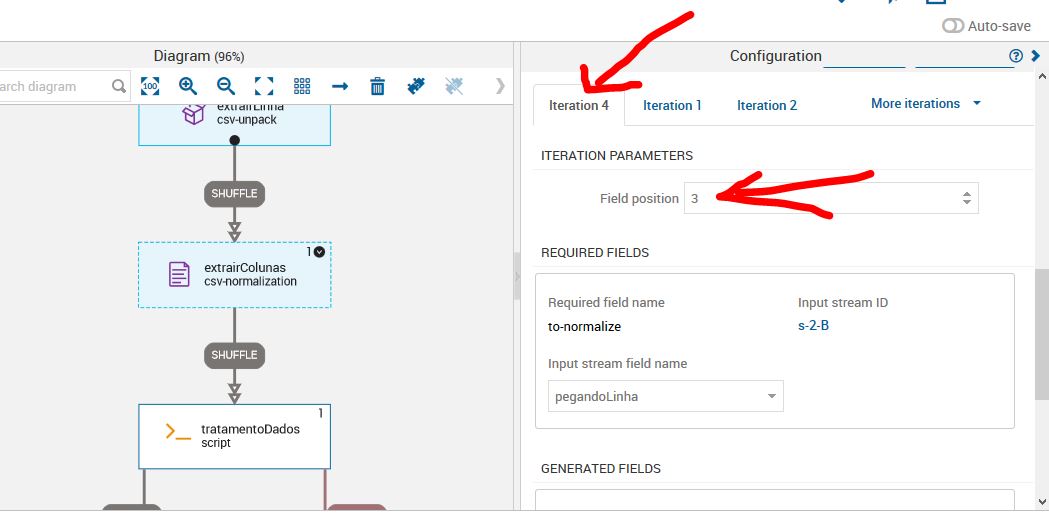 Auto-save
Diagram (96%)
Configuration
arch diagram
100
extrairLinha
csv-unpack
SHUFFLE
1
extrairColunas
csv-normalization
SHUFFLE
1
tratamentoDados
script
Iteration 4
Iteration 1
Iteration 2
More iterations
ITERATION PARAMETERS
Field position
3
REQUIRED FIELDS
Required field name
Input stream ID
to-normalize
s-2-B
Input stream field name
pegandoLinha
GENERATED FIELDS